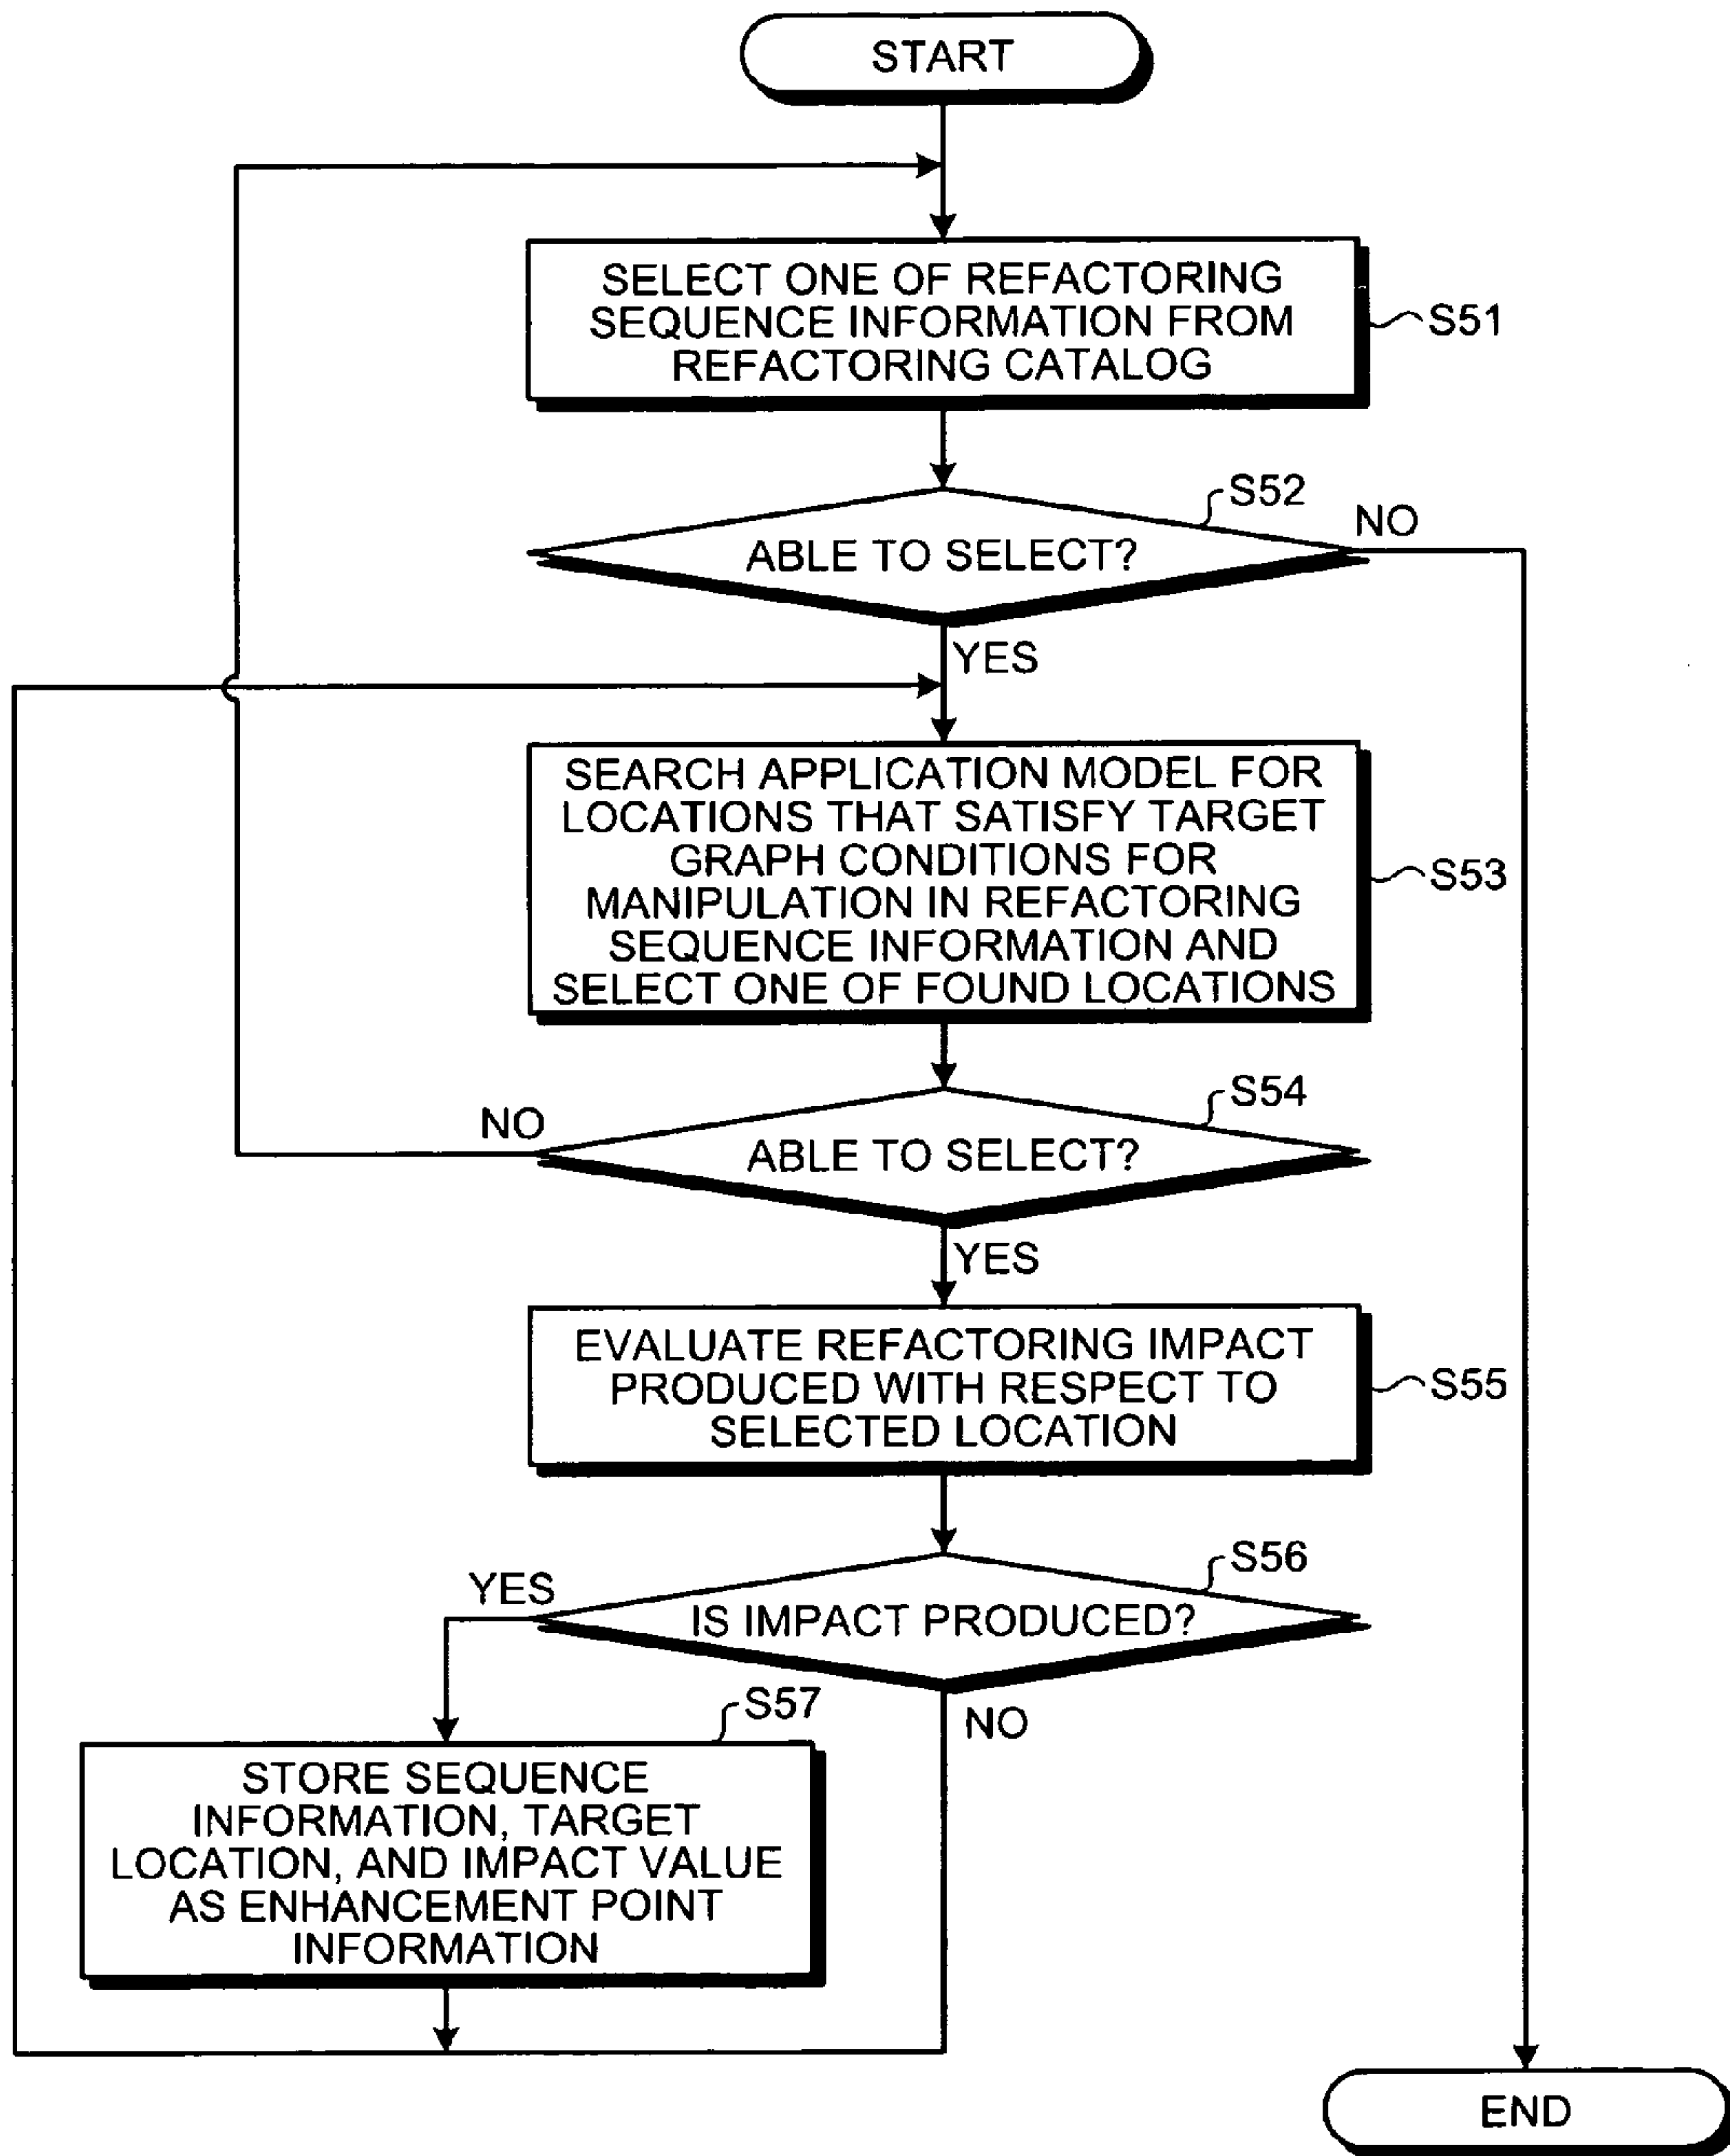 START
SELECT ONE OF REFACTORING
SEQUENCE INFORMATION FROM
REFACTORING CATALOG
S51
S52
NO
ABLE TO SELECT?
YES
SEARCH APPLICATION MODEL FOR
LOCATIONS THAT SATISFY TARGET
GRAPH CONDITIONS FOR
MANIPULATION IN REFACTORING
SEQUENCE INFORMATION AND
SELECT ONE OF FOUND LOCATIONS
S53
S54
NO
ABLE TO SELECT?
YES
EVALUATE REFACTORING IMPACT
PRODUCED WITH RESPECT TO
SELECTED LOCATION
S55
S56
YES
IS IMPACT PRODUCED?
S57
NO
STORE SEQUENCE
INFORMATION, TARGET
LOCATION, AND IMPACT VALUE
AS ENHANCEMENT POINT
INFORMATION
END